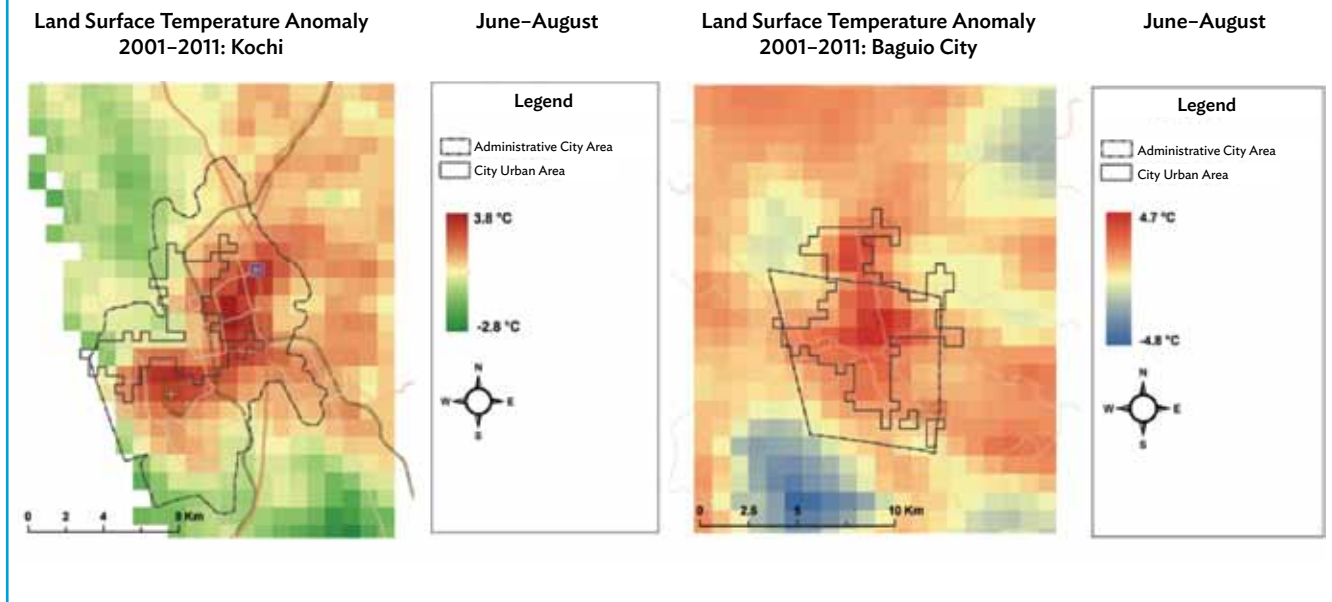 Land Surface Temperature Anomaly
2001–2011: Kochi
June–August
Legend
Administrative City Area
City Urban Area
3.8 °C
-2.8 °C
N
W E
S
0 2 4 8 Km
Land Surface Temperature Anomaly
2001–2011: Baguio City
June–August
Legend
Administrative City Area
City Urban Area
4.7 °C
-4.8 °C
N
W E
S
0 2.5 5 10 Km